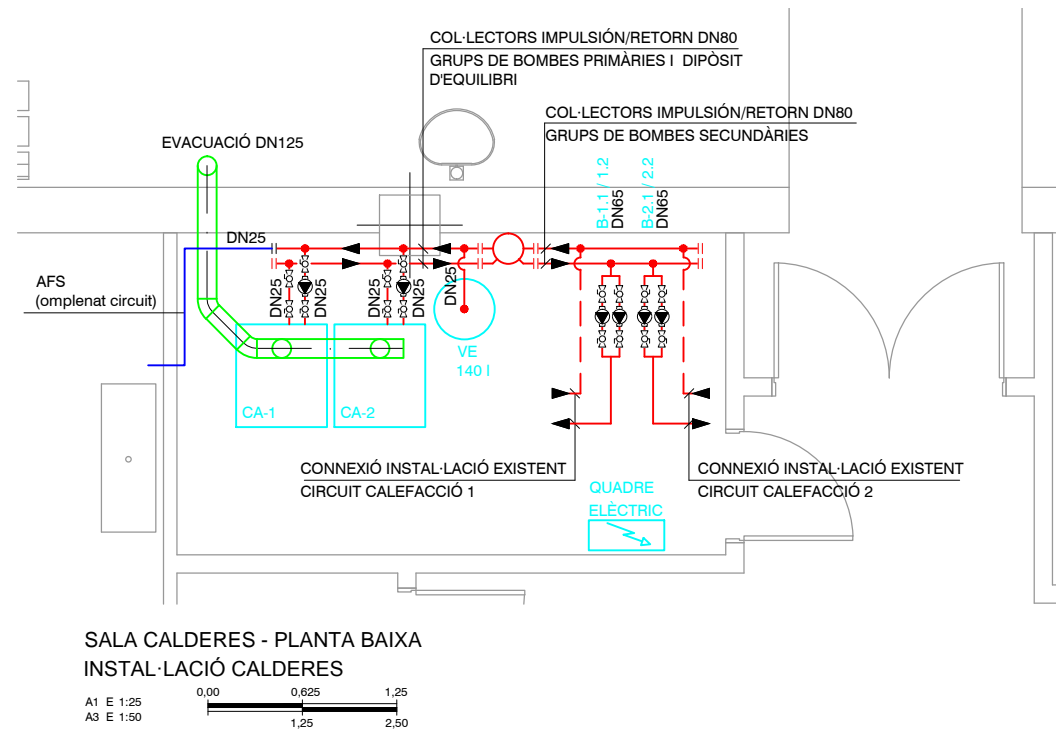 COL·LECTORS IMPULSIÓN/RETORN DN80
GRUPS DE BOMBES PRIMÀRIES I DIPÒSIT
D'EQUILIBRI
COL·LECTORS IMPULSIÓN/RETORN DN80
GRUPS DE BOMBES SECUNDÀRIES
EVACUACIÓ DN125
B-1.1 / 1.2
DN65
B-2.1 / 2.2
DN65
DN25
AFS
(omplenat circuit)
DN25
DN25
DN25
DN25
DN25
VE
140 l
CA-1
CA-2
CONNEXIÓ INSTAL·LACIÓ EXISTENT
CIRCUIT CALEFACCIÓ 1
CONNEXIÓ INSTAL·LACIÓ EXISTENT
CIRCUIT CALEFACCIÓ 2
QUADRE
ELÈCTRIC
SALA CALDERES - PLANTA BAIXA
INSTAL·LACIÓ CALDERES
A1 E 1:25
A3 E 1:50
0,00 0,625 1,25
1,25 2,50